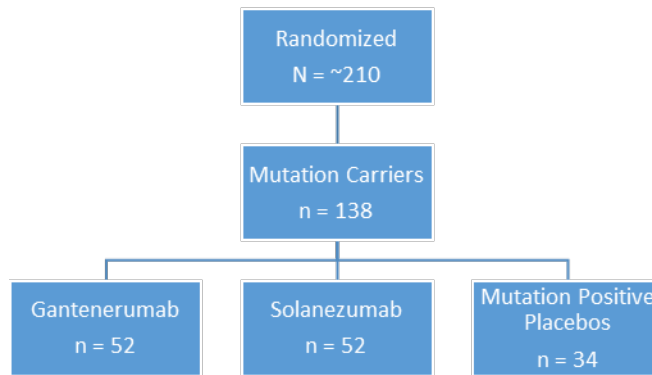 Randomized
N = ~210
Mutation Carriers
n = 138
Gantenerumab
n = 52
Solanezumab
n = 52
Mutation Positive
Placebos
n = 34